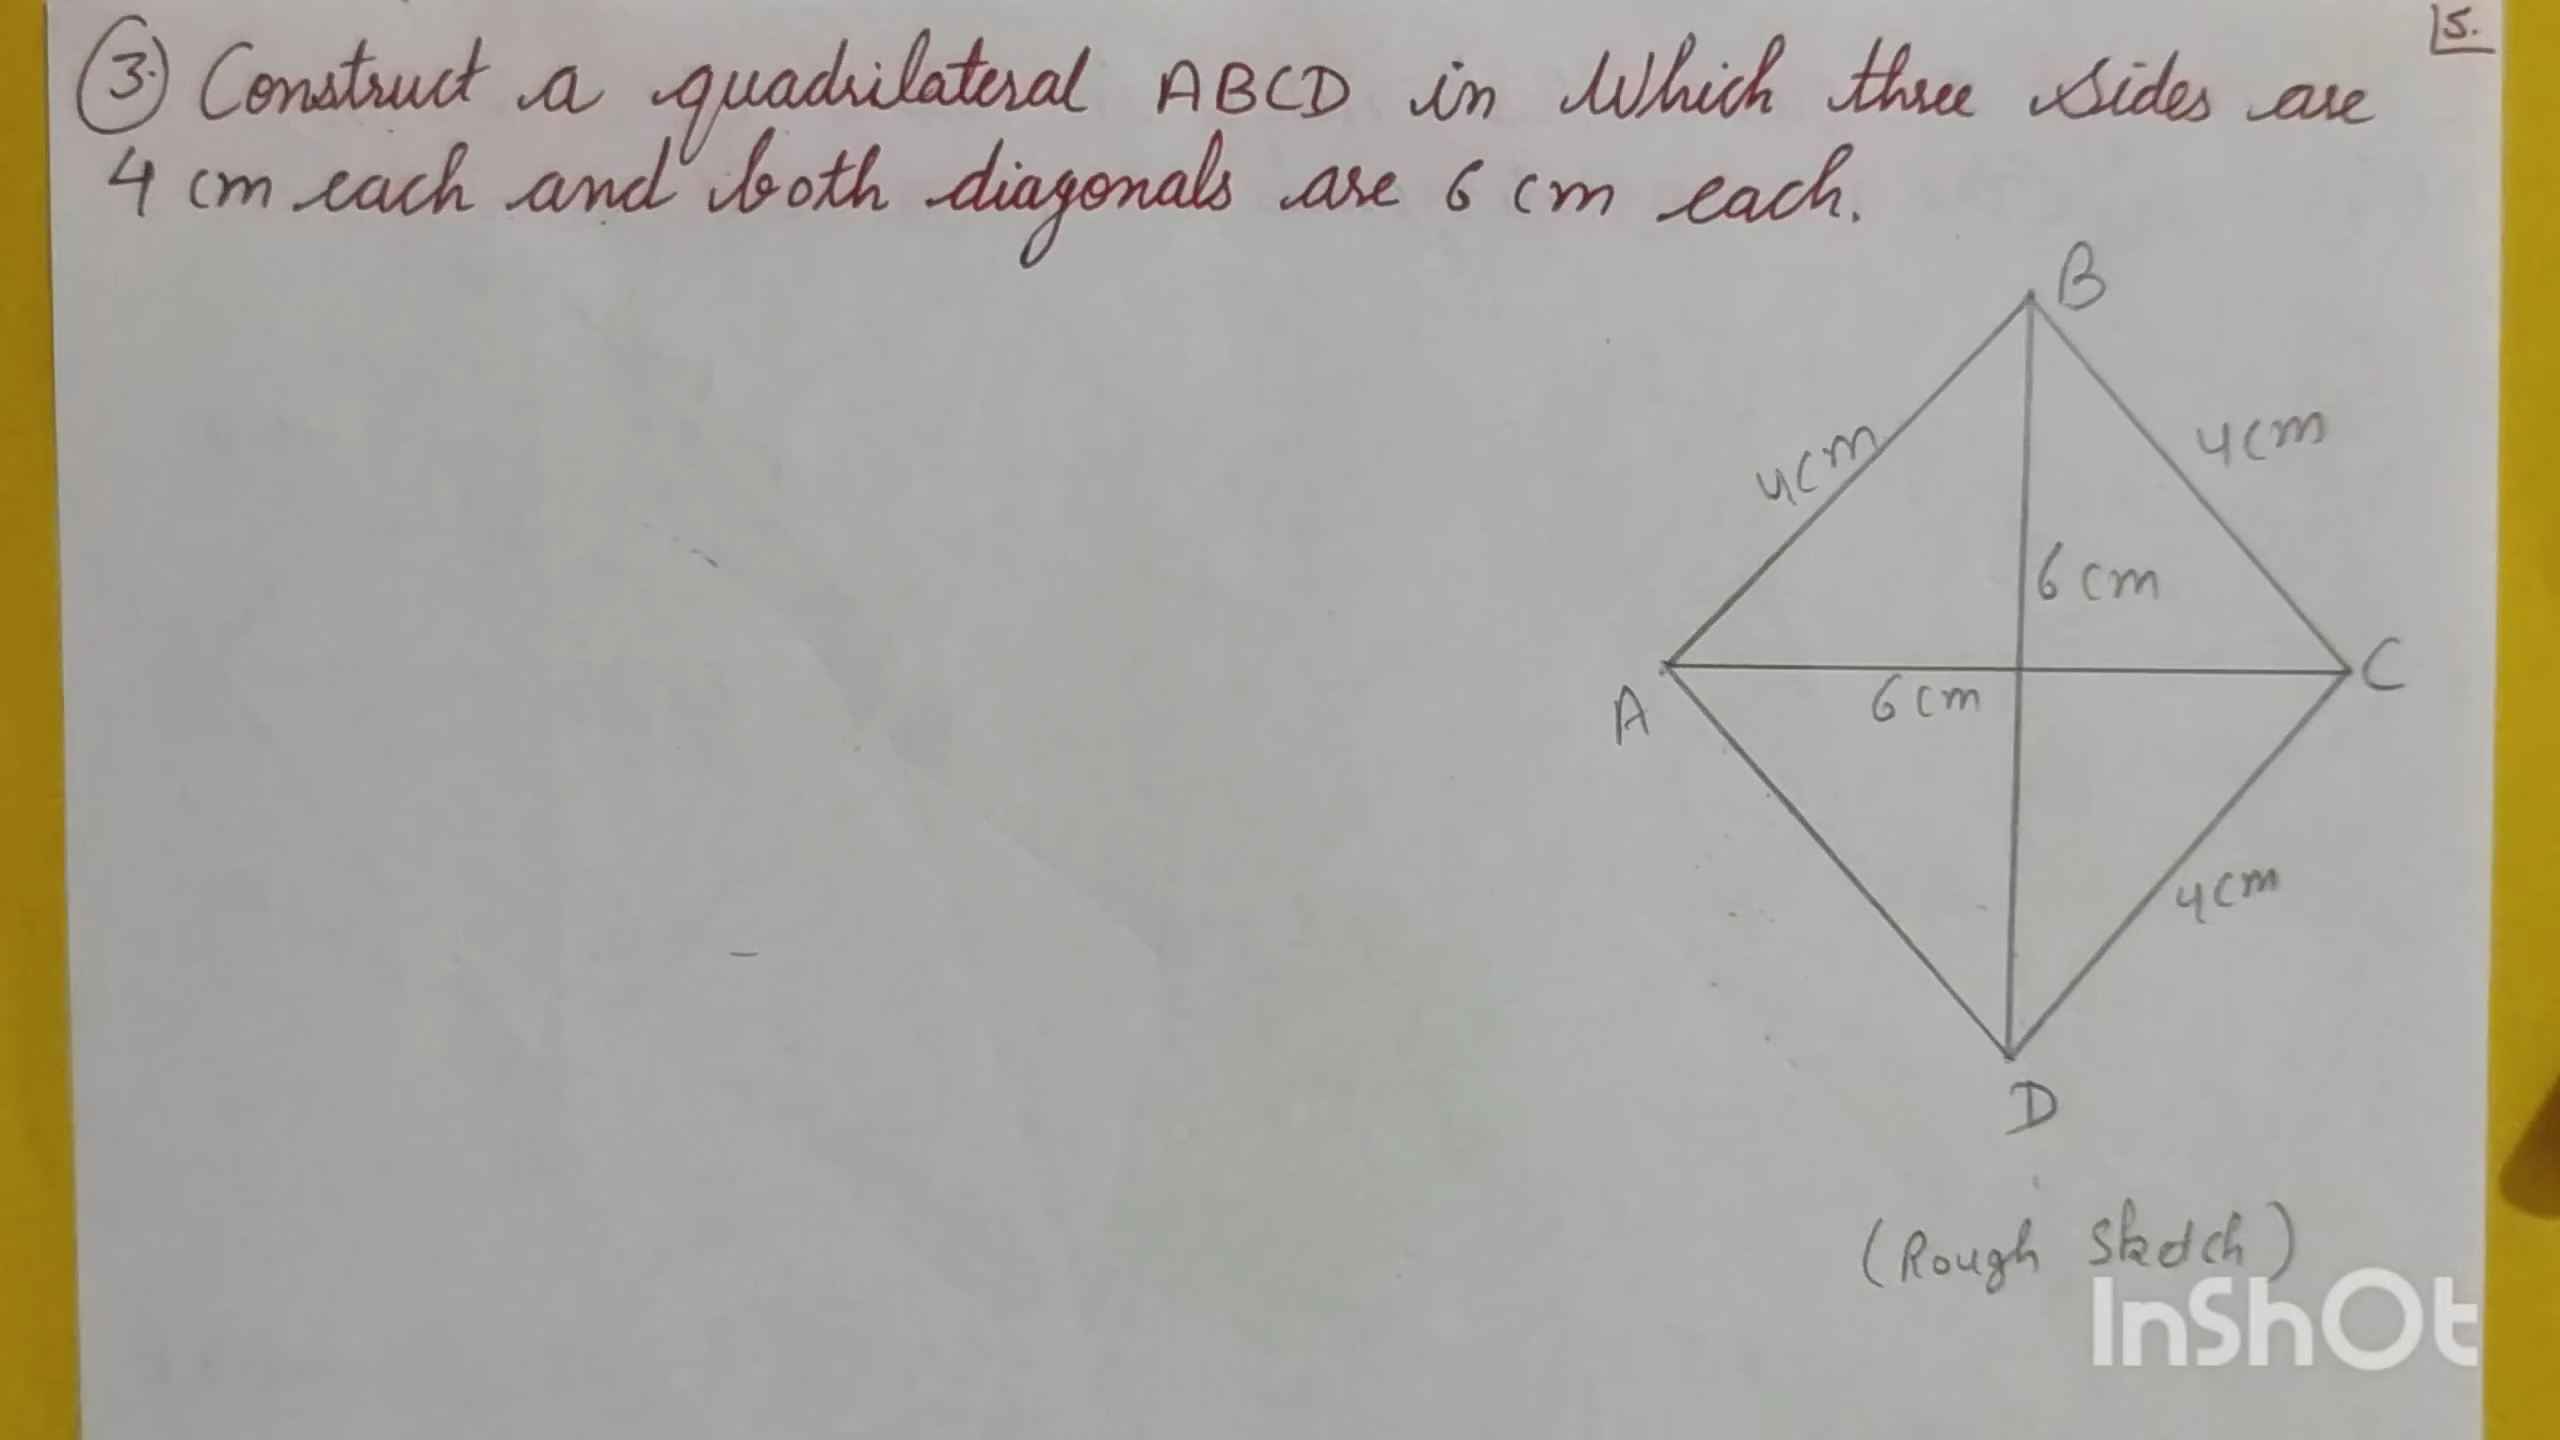 5.
3. Construct a quadrilateral ABCD in Which three sides are
4 cm each and both diagonals are 6 cm each.
B
4cm
4cm
6 cm
A
6 cm
C
4cm
D
(Rough Sketch)
InShOt